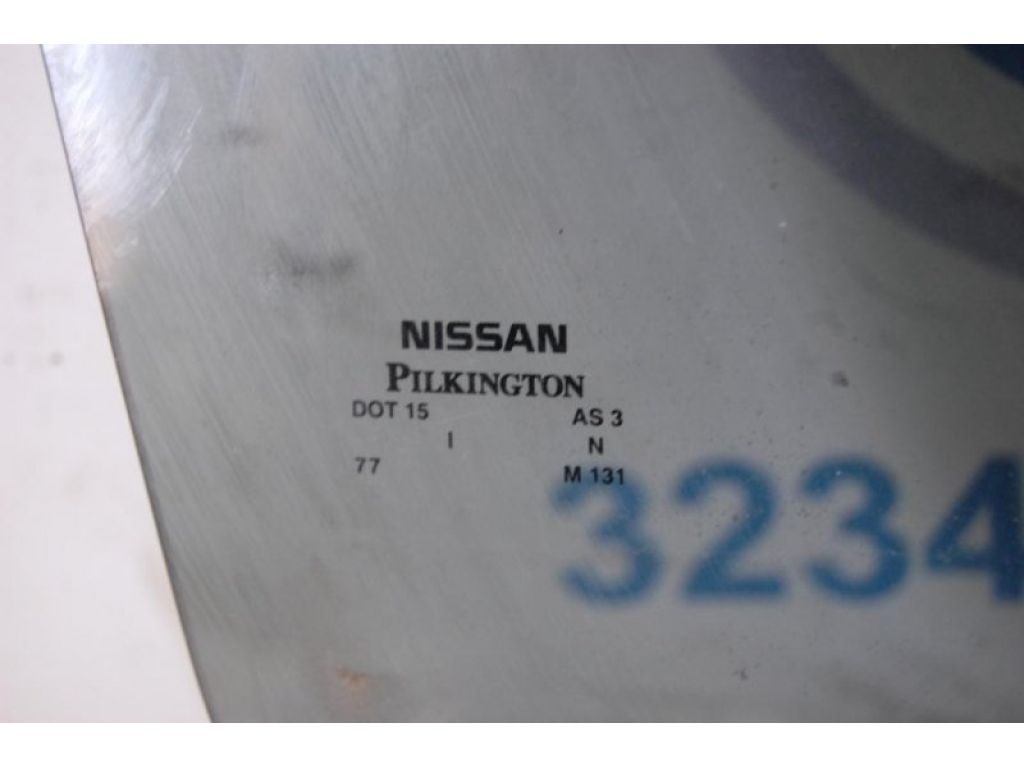 NISSAN
PILKINGTON
DOT 15 AS 3
I N
77 M 131
3234